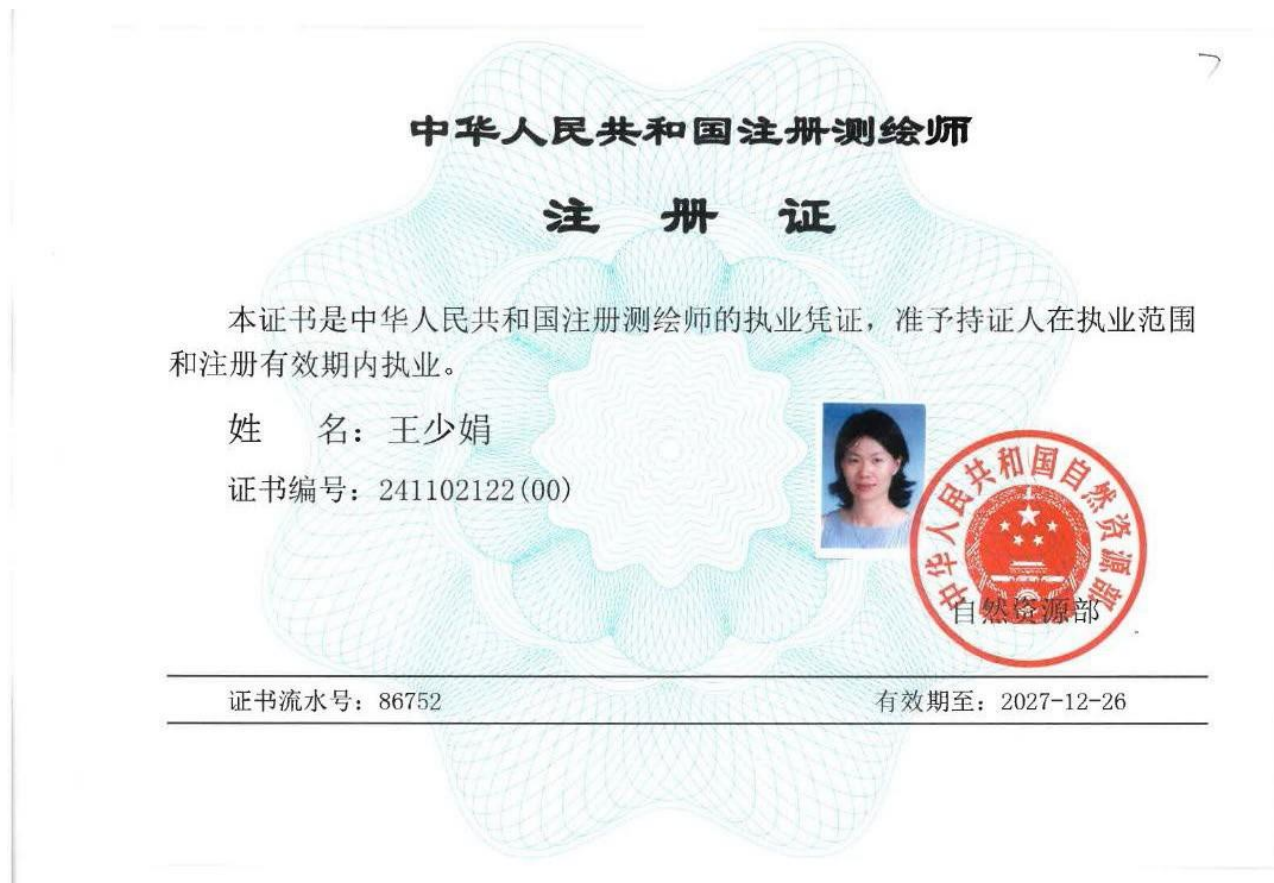 中华人民共和国注册测绘师
注 册 证
本证书是中华人民共和国注册测绘师的执业凭证，准予持证人在执业范围
和注册有效期内执业。
姓 名：王少娟
证书编号：241102122(00)
中华人民共和国自然资源部
自然资源部
证书流水号：86752
有效期至：2027-12-26